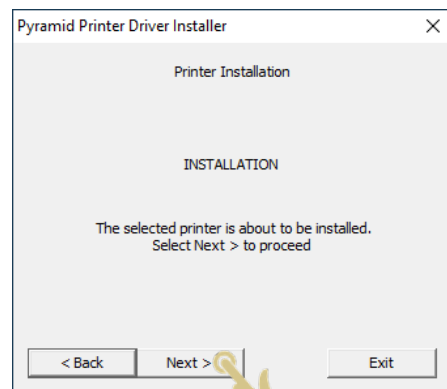 Pyramid Printer Driver Installer
Printer Installation
INSTALLATION
The selected printer is about to be installed.
Select Next > to proceed
< Back Next > Exit